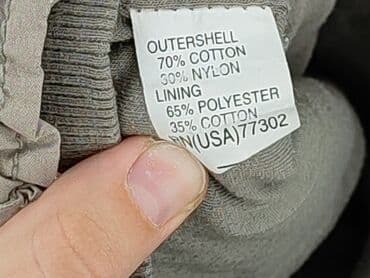 OUTERSHELL
70% COTTON
30% NYLON
LINING
65% POLYESTER
35% COTTON
(USA)77302